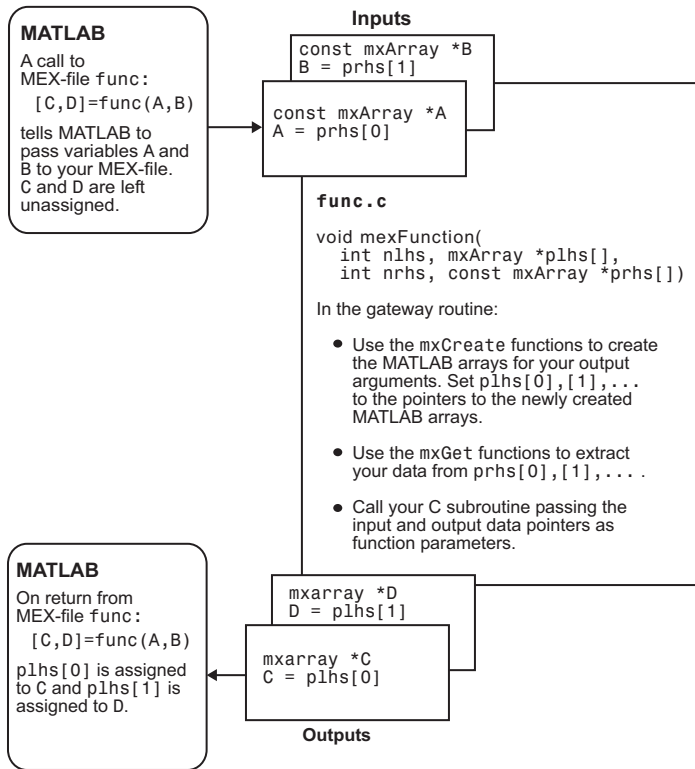 MATLAB
A call to
MEX-file func:
[C,D]=func(A,B)
tells MATLAB to
pass variables A and
B to your MEX-file.
C and D are left
unassigned.
Inputs
const mxArray *B
B = prhs[1]
const mxArray *A
A = prhs[0]
func.c
void mexFunction(
int nlhs, mxArray *plhs[],
int nrhs, const mxArray *prhs[])
In the gateway routine:
● Use the mxCreate functions to create
the MATLAB arrays for your output
arguments. Set plhs[0],[1],...
to the pointers to the newly created
MATLAB arrays.
● Use the mxGet functions to extract
your data from prhs[0],[1],... .
● Call your C subroutine passing the
input and output data pointers as
function parameters.
MATLAB
On return from
MEX-file func:
[C,D]=func(A,B)
plhs[0] is assigned
to C and plhs[1] is
assigned to D.
mxarray *D
D = plhs[1]
mxarray *C
C = plhs[0]
Outputs